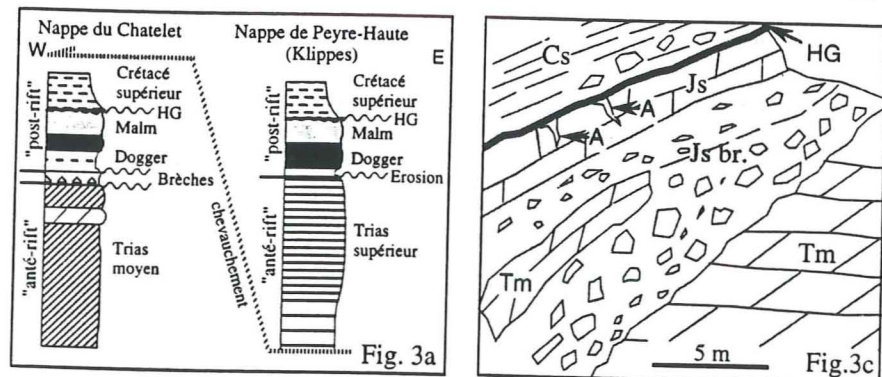 Nappe du Chatelet
Nappe de Peyre-Haute
(Klippes)
W
E
"post-rift"
"anté-rift"
Crétacé
supérieur
HG
Malm
Dogger
Brèches
Trias
moyen
chevauchement
"post-rift"
"anté-rift"
Crétacé
supérieur
HG
Malm
Dogger
Erosion
Trias
supérieur
Fig. 3a
Cs
HG
Js
A
A
Js br.
Tm
Tm
5 m
Fig.3c